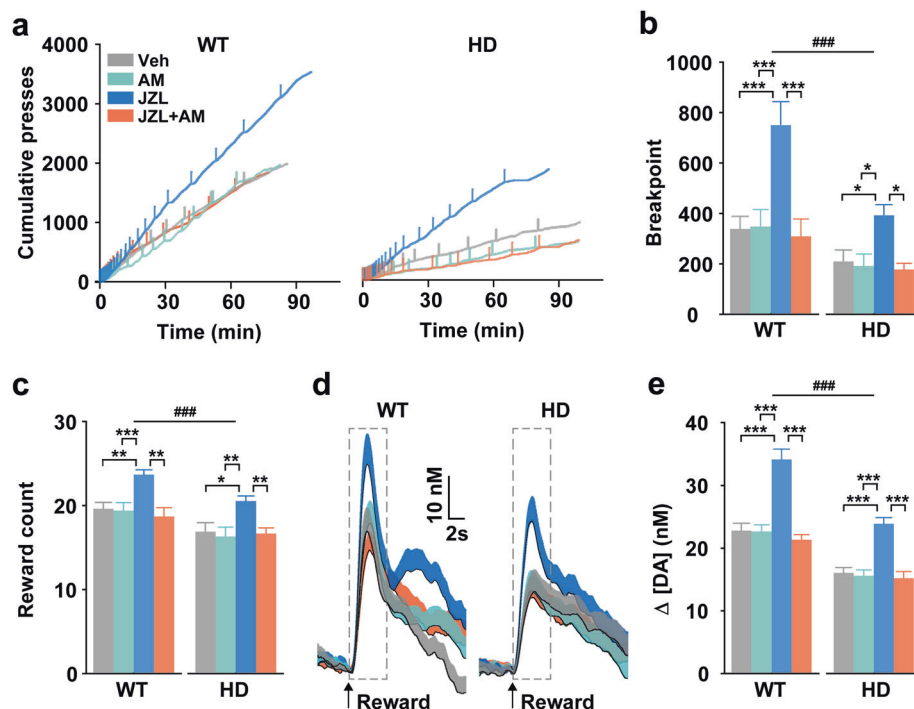 a
WT
HD
Cumulative presses
4000
3000
2000
1000
0
Veh
AM
JZL
JZL+AM
0 30 60 90
Time (min)
0 30 60 90
Time (min)
b
Breakpoint
1000
800
600
400
200
0
###
***
*** ***
*
* *
WT HD
c
Reward count
30
20
10
0
###
***
** **
**
* **
WT HD
d
WT HD
10 nM
2s
Reward
Reward
e
Δ [DA] (nM)
40
30
20
10
0
###
***
*** ***
***
*** ***
WT HD